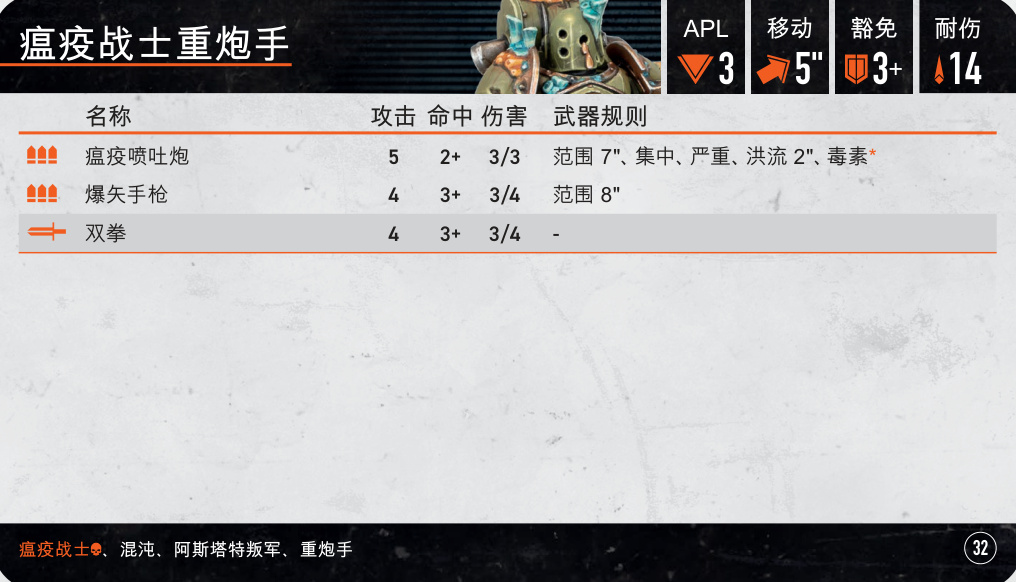 瘟疫战士重炮手
APL 移动 豁免 耐伤
3 5" 3+ 14
名称 攻击 命中 伤害 武器规则
瘟疫喷吐炮 5 2+ 3/3 范围 7"、集中、严重、洪流 2"、毒素*
爆矢手枪 4 3+ 3/4 范围 8"
双拳 4 3+ 3/4 -
瘟疫战士、混沌、阿斯塔特叛军、重炮手
32